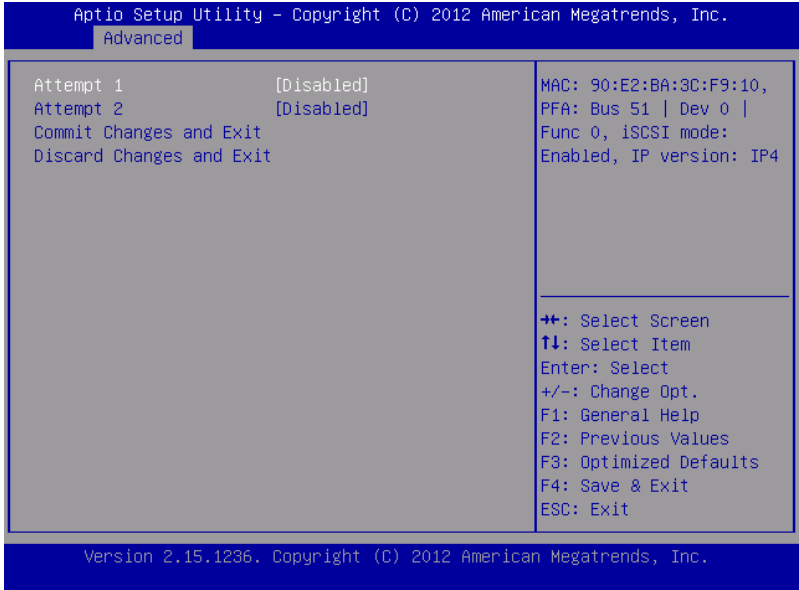 Aptio Setup Utility – Copyright (C) 2012 American Megatrends, Inc.
Advanced
Attempt 1 [Disabled]
Attempt 2 [Disabled]
Commit Changes and Exit
Discard Changes and Exit
MAC: 90:E2:BA:3C:F9:10,
PFA: Bus 51 | Dev 0 |
Func 0, iSCSI mode:
Enabled, IP version: IP4
→←: Select Screen
↑↓: Select Item
Enter: Select
+/-: Change Opt.
F1: General Help
F2: Previous Values
F3: Optimized Defaults
F4: Save & Exit
ESC: Exit
Version 2.15.1236. Copyright (C) 2012 American Megatrends, Inc.